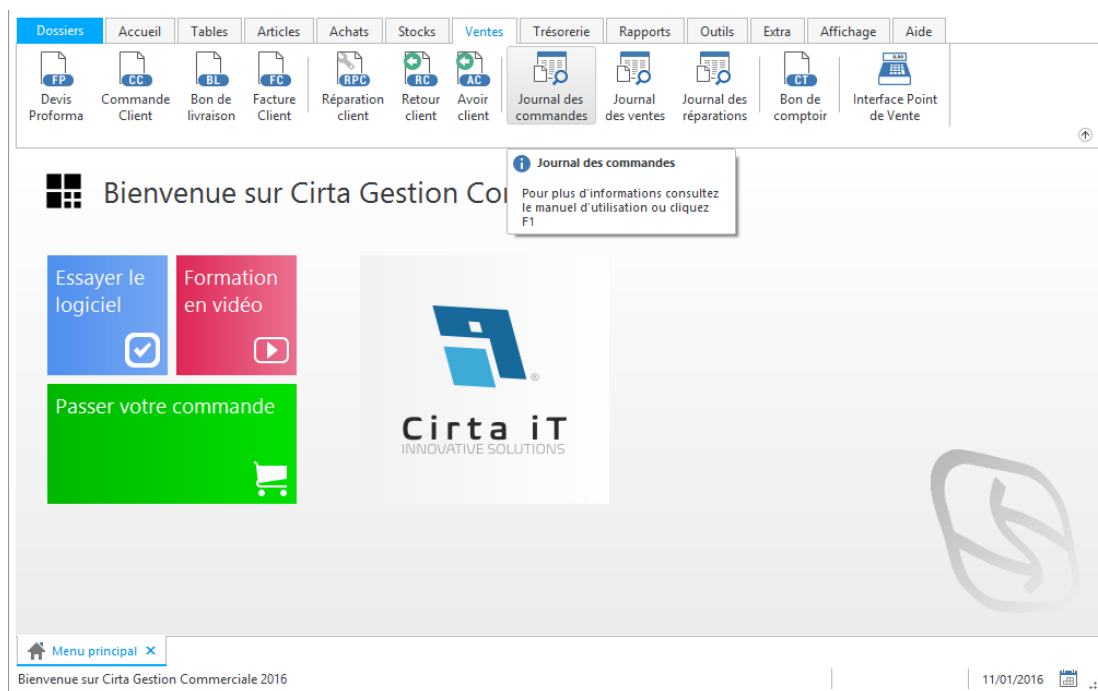 Dossiers Accueil Tables Articles Achats Stocks Ventes Trésorerie Rapports Outils Extra Affichage Aide
FP CC BL FC RPC RC AC CT 0.00
Devis Commande Bon de Facture Réparation Retour Avoir Journal des Journal Journal des Bon de Interface Point
Proforma Client livraison Client client client client commandes des ventes réparations comptoir de Vente
Journal des commandes
Pour plus d'informations consultez
le manuel d'utilisation ou cliquez
F1
Bienvenue sur Cirta Gestion Co
Essayer le
logiciel
Formation
en vidéo
Passer votre commande
®
Cirta iT
INNOVATIVE SOLUTIONS
Menu principal
Bienvenue sur Cirta Gestion Commerciale 2016 11/01/2016